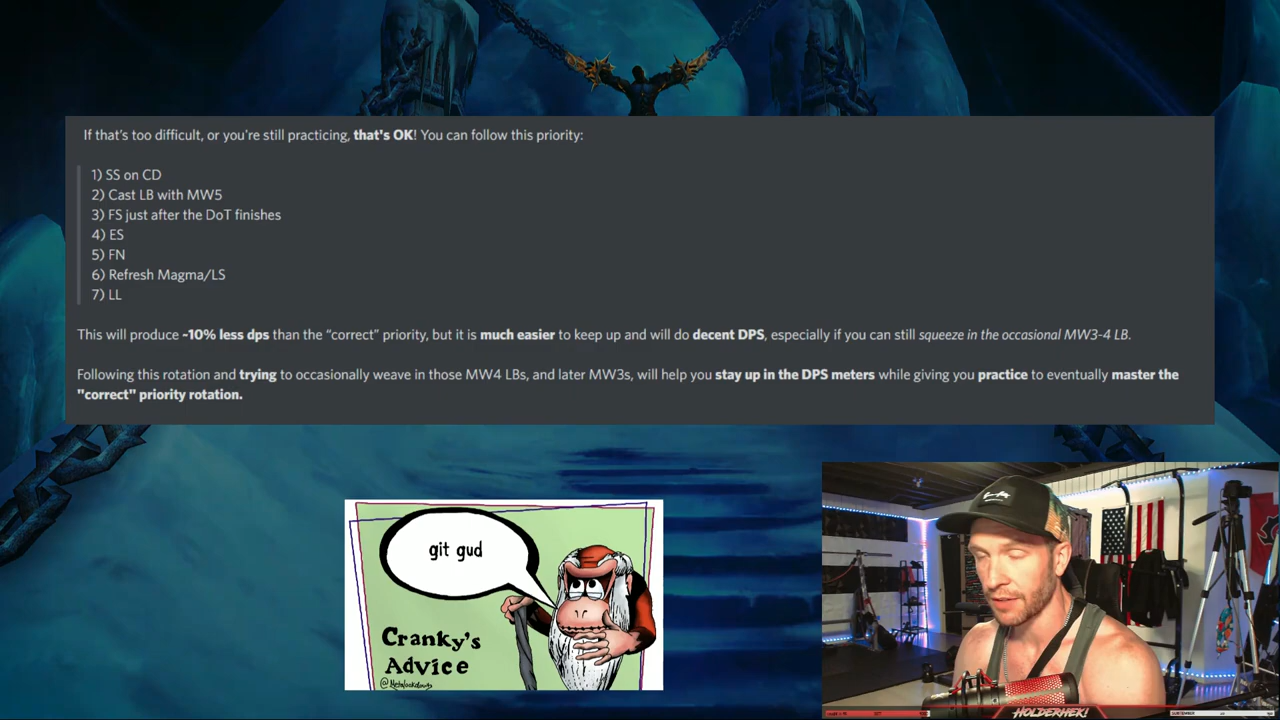 If that's too difficult, or you're still practicing, that's OK! You can follow this priority:
1) SS on CD
2) Cast LB with MW5
3) FS just after the DoT finishes
4) ES
5) FN
6) Refresh Magma/LS
7) LL
This will produce ~10% less dps than the “correct” priority, but it is much easier to keep up and will do decent DPS, especially if you can still squeeze in the occasional MW3-4 LB.
Following this rotation and trying to occasionally weave in those MW4 LBs, and later MW3s, will help you stay up in the DPS meters while giving you practice to eventually master the
"correct" priority rotation.
git gud
Cranky's
Advice
HOLDERHEK!